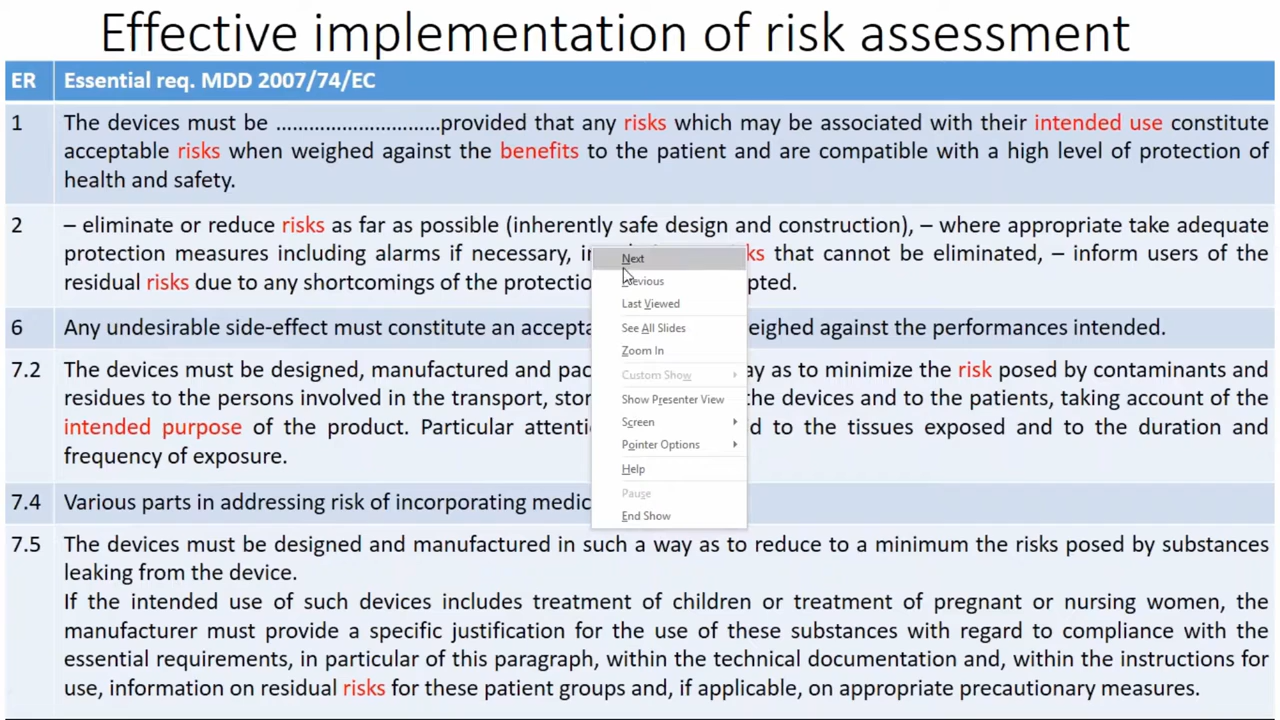 Effective implementation of risk assessment
ER Essential req. MDD 2007/74/EC
1 The devices must be ..............................provided that any risks which may be associated with their intended use constitute
acceptable risks when weighed against the benefits to the patient and are compatible with a high level of protection of
health and safety.
2 – eliminate or reduce risks as far as possible (inherently safe design and construction), – where appropriate take adequate
protection measures including alarms if necessary, that cannot be eliminated, – inform users of the
residual risks due to any shortcomings of the
6 Any undesirable side-effect must constitute an against the performances intended.
7.2 The devices must be designed, manufactured and as to minimize the risk posed by contaminants and
residues to the persons involved in the transport, the devices and to the patients, taking account of the
intended purpose of the product. Particular to the tissues exposed and to the duration and
frequency of exposure.
7.4 Various parts in addressing risk of incorporating
7.5 The devices must be designed and manufactured in such a way as to reduce to a minimum the risks posed by substances
leaking from the device.
If the intended use of such devices includes treatment of children or treatment of pregnant or nursing women, the
manufacturer must provide a specific justification for the use of these substances with regard to compliance with the
essential requirements, in particular of this paragraph, within the technical documentation and, within the instructions for
use, information on residual risks for these patient groups and, if applicable, on appropriate precautionary measures.
Next
Previous
Last Viewed
See All Slides
Zoom In
Custom Show
Show Presenter View
Screen
Pointer Options
Help
Pause
End Show